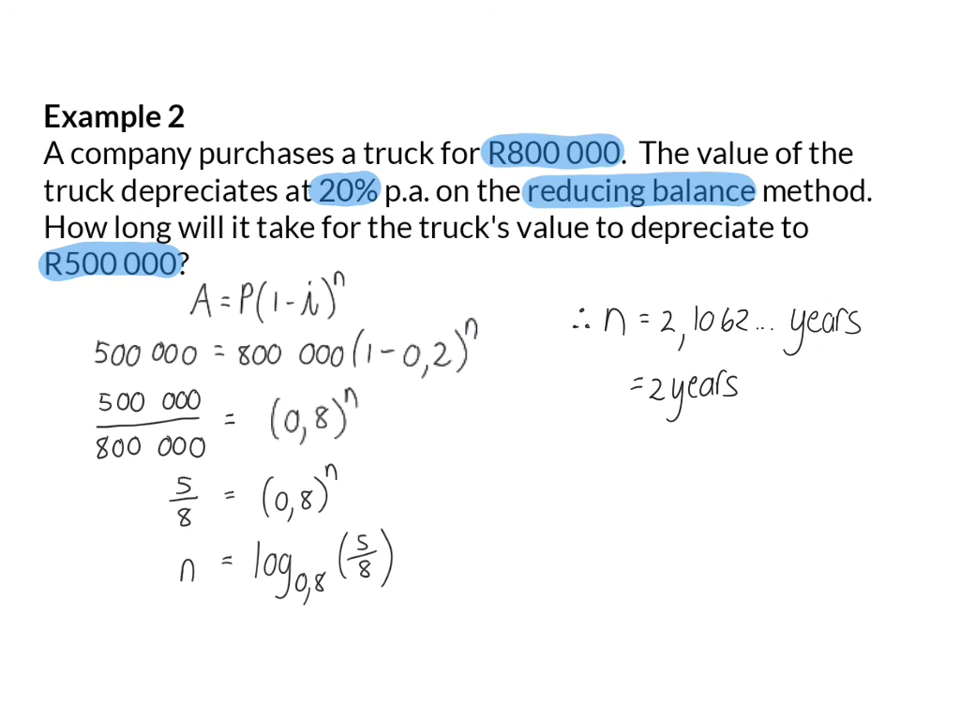 Example 2
A company purchases a truck for R800 000. The value of the
truck depreciates at 20% p.a. on the reducing balance method.
How long will it take for the truck's value to depreciate to
R500 000?
A = P(1 - i)^n
500 000 = 800 000 (1 - 0,2)^n
500 000 / 800 000 = (0,8)^n
5/8 = (0,8)^n
n = log_0,8 (5/8)
∴ n = 2,1062... years
= 2 years